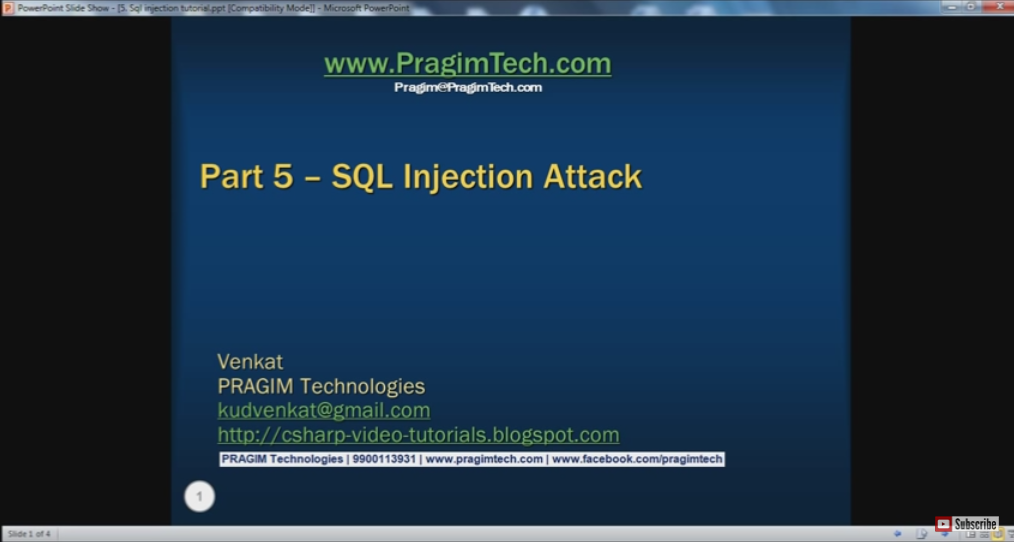 PowerPoint Slide Show - [5. Sql injection tutorial.ppt [Compatibility Mode]] - Microsoft PowerPoint
www.PragimTech.com
Pragim@PragimTech.com
Part 5 – SQL Injection Attack
Venkat
PRAGIM Technologies
kudvenkat@gmail.com
http://csharp-video-tutorials.blogspot.com
PRAGIM Technologies | 9900113931 | www.pragimtech.com | www.facebook.com/pragimtech
1
Slide 1 of 4
Subscribe